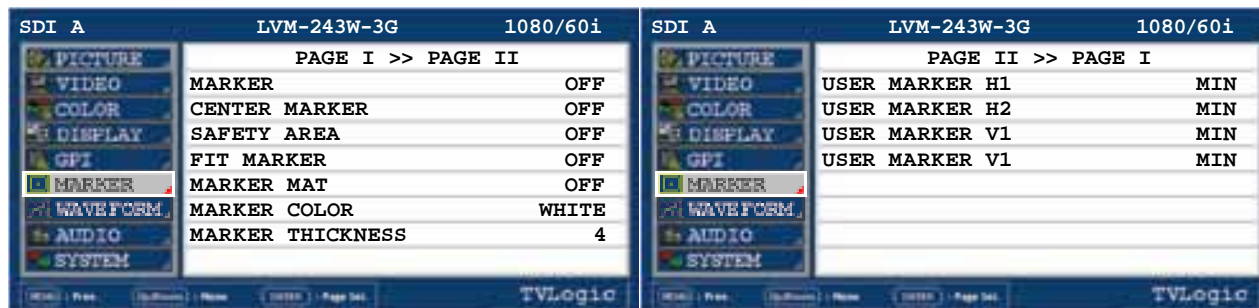 SDI A LVM-243W-3G 1080/60i
PICTURE
VIDEO
COLOR
DISPLAY
GPI
MARKER
WAVEFORM
AUDIO
SYSTEM
PAGE I >> PAGE II
MARKER OFF
CENTER MARKER OFF
SAFETY AREA OFF
FIT MARKER OFF
MARKER MAT OFF
MARKER COLOR WHITE
MARKER THICKNESS 4
TVLogic
SDI A LVM-243W-3G 1080/60i
PICTURE
VIDEO
COLOR
DISPLAY
GPI
MARKER
WAVEFORM
AUDIO
SYSTEM
PAGE II >> PAGE I
USER MARKER H1 MIN
USER MARKER H2 MIN
USER MARKER V1 MIN
USER MARKER V1 MIN
TVLogic